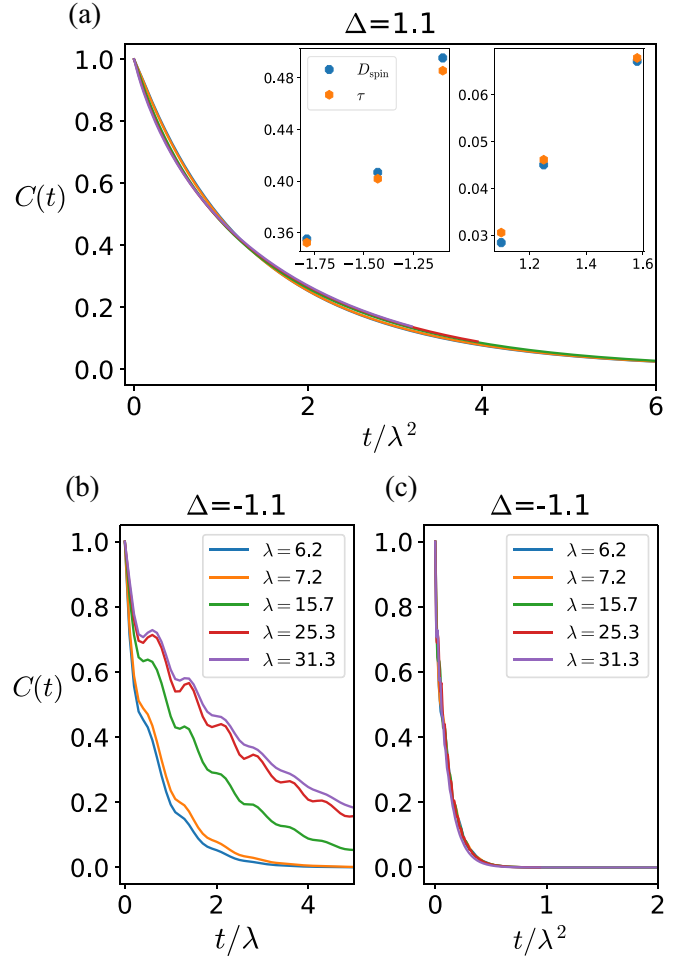 (a)
Δ=1.1
C(t)
1.0
0.8
0.6
0.4
0.2
0.0
0 2 4 6
t/λ²
D_spin
τ
0.48
0.44
0.40
0.36
−1.75 −1.50 −1.25
0.06
0.05
0.04
0.03
1.2 1.4 1.6
(b)
Δ=-1.1
C(t)
1.0
0.8
0.6
0.4
0.2
0.0
λ = 6.2
λ = 7.2
λ = 15.7
λ = 25.3
λ = 31.3
0 2 4
t/λ
(c)
Δ=-1.1
1.0
0.8
0.6
0.4
0.2
0.0
λ = 6.2
λ = 7.2
λ = 15.7
λ = 25.3
λ = 31.3
0 1 2
t/λ²